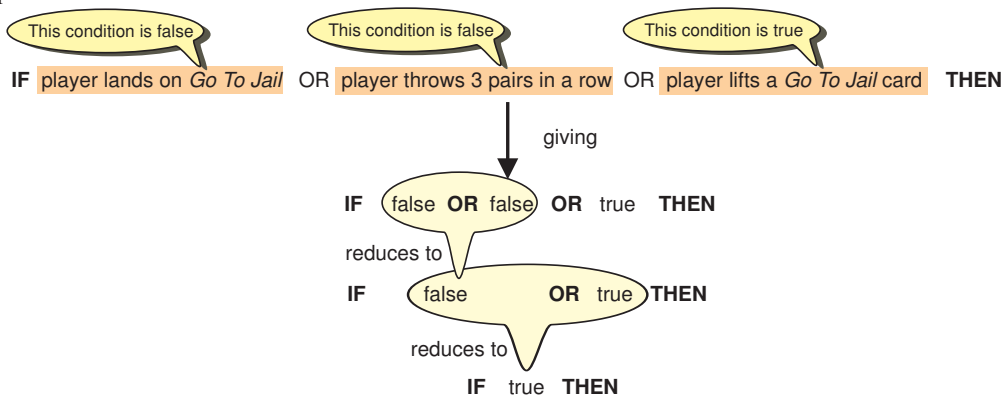 This condition is false This condition is false This condition is true
IF player lands on Go To Jail OR player throws 3 pairs in a row OR player lifts a Go To Jail card THEN
giving
IF false OR false OR true THEN
reduces to
IF false OR true THEN
reduces to
IF true THEN